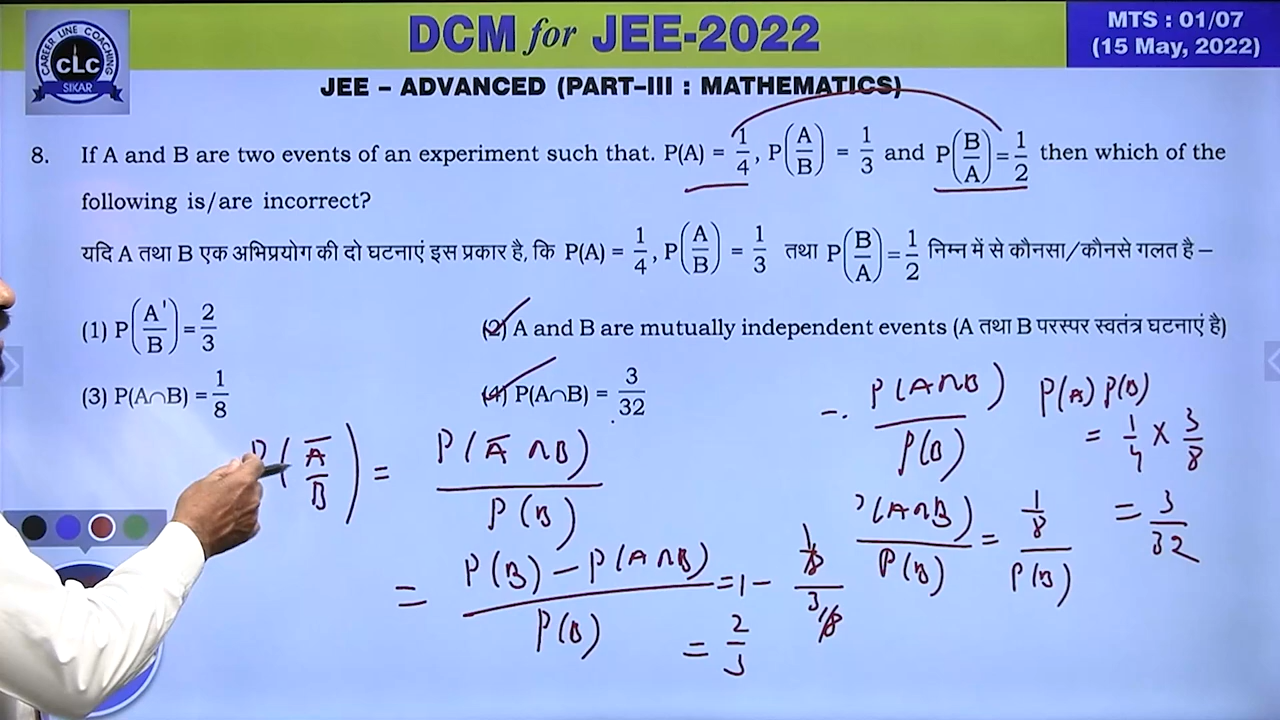 CAREER LINE COACHING
CLC
SIKAR
DCM for JEE-2022
MTS : 01/07
(15 May, 2022)
JEE – ADVANCED (PART–III : MATHEMATICS)
8. If A and B are two events of an experiment such that. P(A) = 1/4, P(A/B) = 1/3 and P(B/A) = 1/2 then which of the
following is/are incorrect?
यदि A तथा B एक अभिप्रयोग की दो घटनाएं इस प्रकार है, कि P(A) = 1/4, P(A/B) = 1/3 तथा P(B/A) = 1/2 निम्न में से कौनसा/कौनसे गलत है –
(1) P(A'/B) = 2/3
(2) A and B are mutually independent events (A तथा B परस्पर स्वतंत्र घटनाएं है)
(3) P(A∩B) = 1/8
(4) P(A∩B) = 3/32
P(A∩B)/P(B)
P(A) P(B)
= 1/4 × 3/8
= 3/32
P(A̅/B) = P(A̅ ∩B)/P(B)
P(A∩B)/P(B) = 1/8/P(B)
= P(B) – P(A∩B)/P(B) = 1 – 1/8/3/8
= 2/3